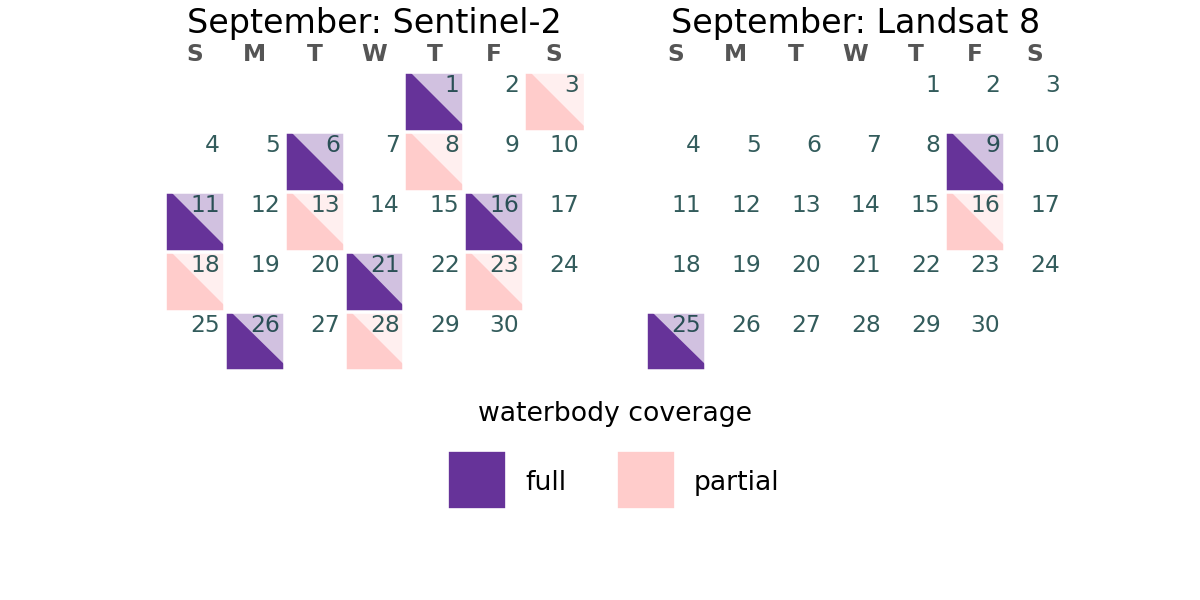 September: Sentinel-2
S M T W T F S
1 2 3
4 5 6 7 8 9 10
11 12 13 14 15 16 17
18 19 20 21 22 23 24
25 26 27 28 29 30
September: Landsat 8
S M T W T F S
1 2 3
4 5 6 7 8 9 10
11 12 13 14 15 16 17
18 19 20 21 22 23 24
25 26 27 28 29 30
waterbody coverage
full
partial